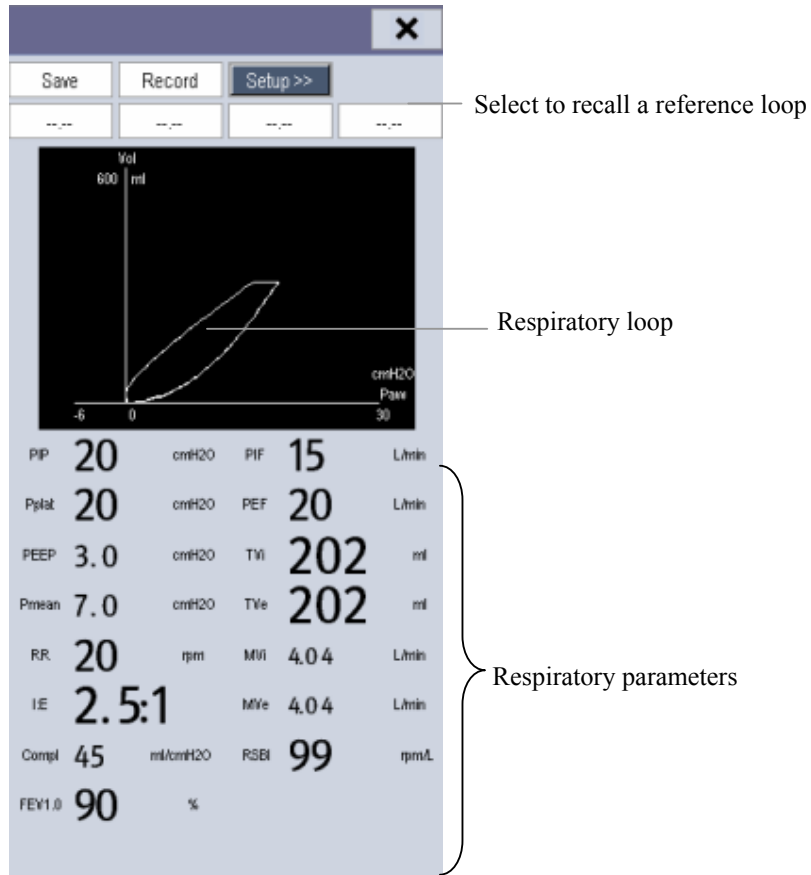 ✕
Save Record Setup >>
--.-- --.-- --.-- --.--
Select to recall a reference loop
Vol
600 ml
Respiratory loop
cmH2O
Paw
-6 0 30
PIP 20 cmH2O PIF 15 L/min
Pplat 20 cmH2O PEF 20 L/min
PEEP 3.0 cmH2O TVi 202 ml
Pmean 7.0 cmH2O TVe 202 ml
RR 20 rpm MVi 4.04 L/min
Respiratory parameters
I:E 2.5:1 MVe 4.04 L/min
Compl 45 ml/cmH2O RSBI 99 rpm/L
FEV1.0 90 %